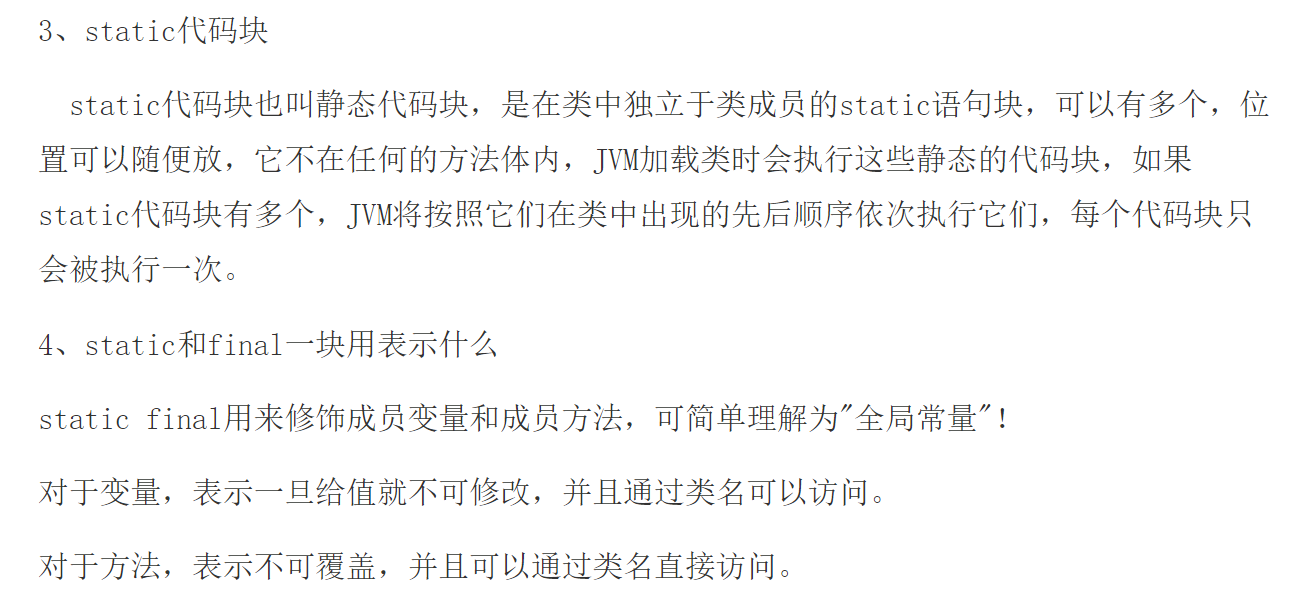 3、static代码块
static代码块也叫静态代码块，是在类中独立于类成员的static语句块，可以有多个，位
置可以随便放，它不在任何的方法体内，JVM加载类时会执行这些静态的代码块，如果
static代码块有多个，JVM将按照它们在类中出现的先后顺序依次执行它们，每个代码块只
会被执行一次。
4、static和final一块用表示什么
static final用来修饰成员变量和成员方法，可简单理解为"全局常量"!
对于变量，表示一旦给值就不可修改，并且通过类名可以访问。
对于方法，表示不可覆盖，并且可以通过类名直接访问。